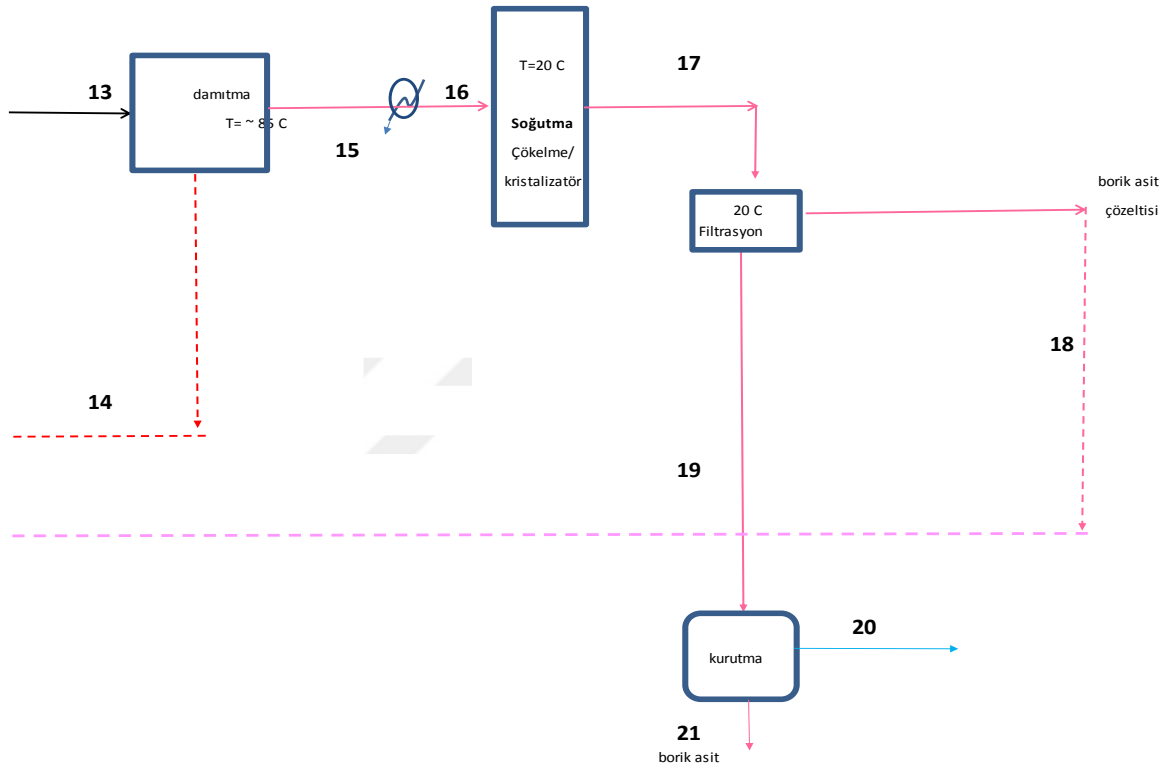 13
damıtma
T= ~ 85 C
15
16
T=20 C
Soğutma
Çökelme/
kristalizatör
17
20 C
Filtrasyon
borik asit
çözeltisi
18
14
19
kurutma
20
21
borik asit